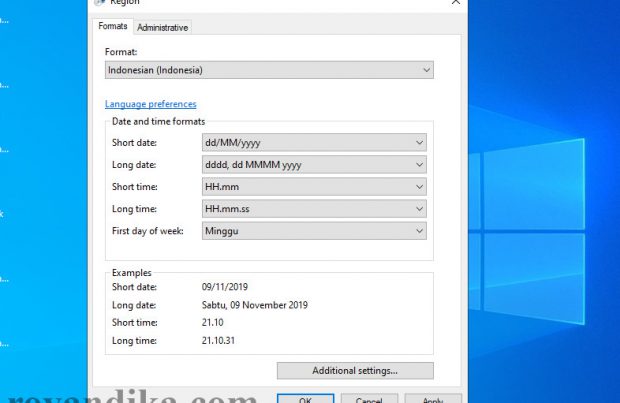 Region
Formats
Administrative
Format:
Indonesian (Indonesia)
Language preferences
Date and time formats
Short date:
dd/MM/yyyy
Long date:
dddd, dd MMMM yyyy
Short time:
HH.mm
Long time:
HH.mm.ss
First day of week:
Minggu
Examples
Short date:
09/11/2019
Long date:
Sabtu, 09 November 2019
Short time:
21.10
Long time:
21.10.31
Additional settings...
OK
Cancel
Apply